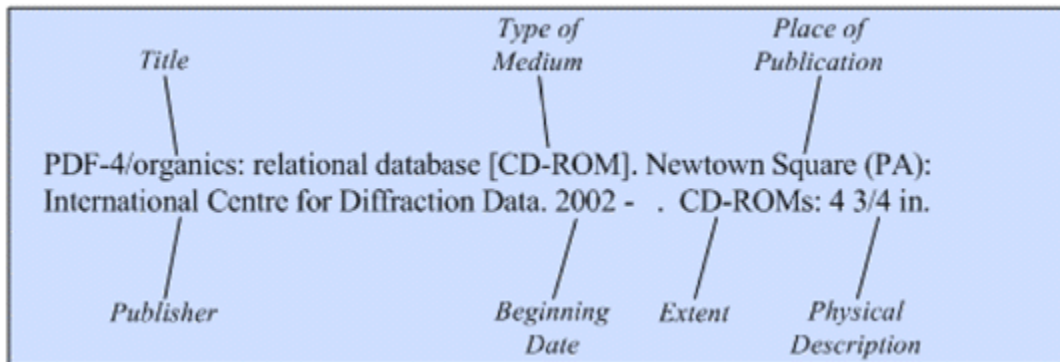 Type of Place of
Title Medium Publication
PDF-4/organics: relational database [CD-ROM]. Newtown Square (PA):
International Centre for Diffraction Data. 2002 -   . CD-ROMs: 4 3/4 in.
Publisher Beginning Extent Physical
Date Description